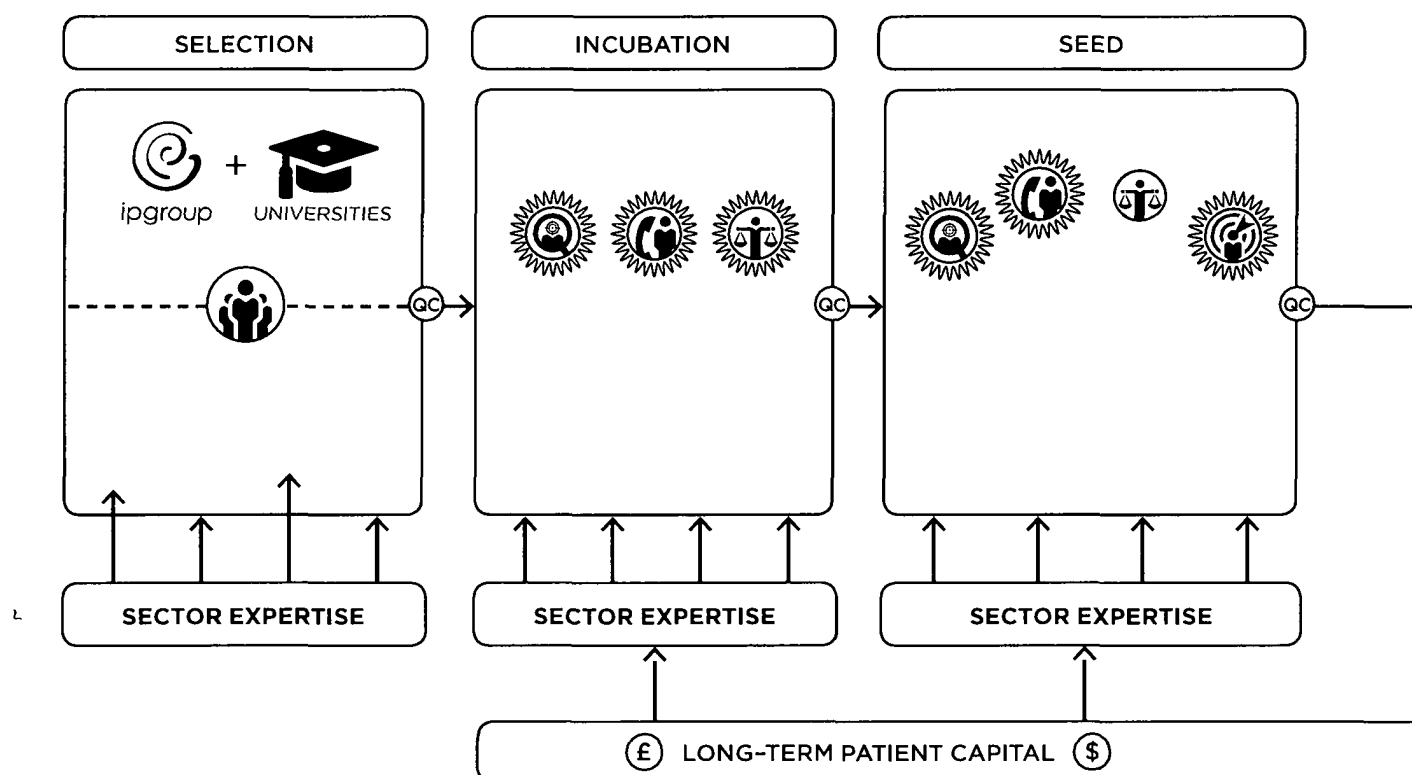 SELECTION
INCUBATION
SEED
ipgroup + UNIVERSITIES
QC
QC
QC
SECTOR EXPERTISE
SECTOR EXPERTISE
SECTOR EXPERTISE
£ LONG-TERM PATIENT CAPITAL $